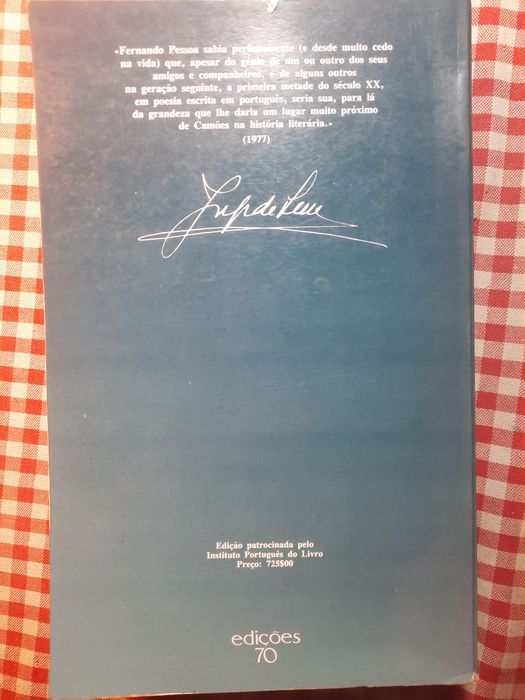 «Fernando Pessoa sabia perfeitamente (e desde muito cedo
na vida) que, apesar do génio de um ou outro dos seus
amigos e companheiros, e de alguns outros
na geração seguinte, a primeira metade do século XX,
em poesia escrita em português, seria sua, para lá
da grandeza que lhe daria um lugar muito próximo
de Camões na história literária.»
(1977)
Jorge de Sena
Edição patrocinada pelo
Instituto Português do Livro
Preço: 725$00
edições
70